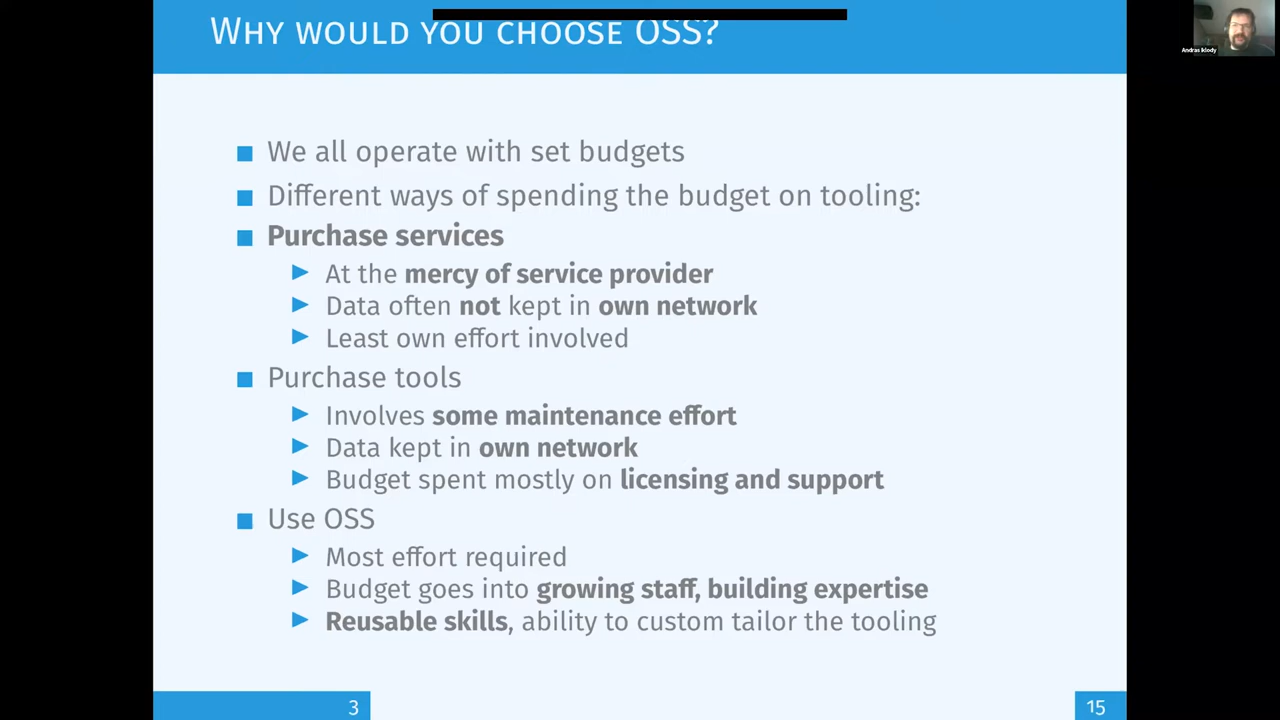 WHY WOULD YOU CHOOSE OSS?
Andras Iklody
We all operate with set budgets
Different ways of spending the budget on tooling:
Purchase services
At the mercy of service provider
Data often not kept in own network
Least own effort involved
Purchase tools
Involves some maintenance effort
Data kept in own network
Budget spent mostly on licensing and support
Use OSS
Most effort required
Budget goes into growing staff, building expertise
Reusable skills, ability to custom tailor the tooling
3
15